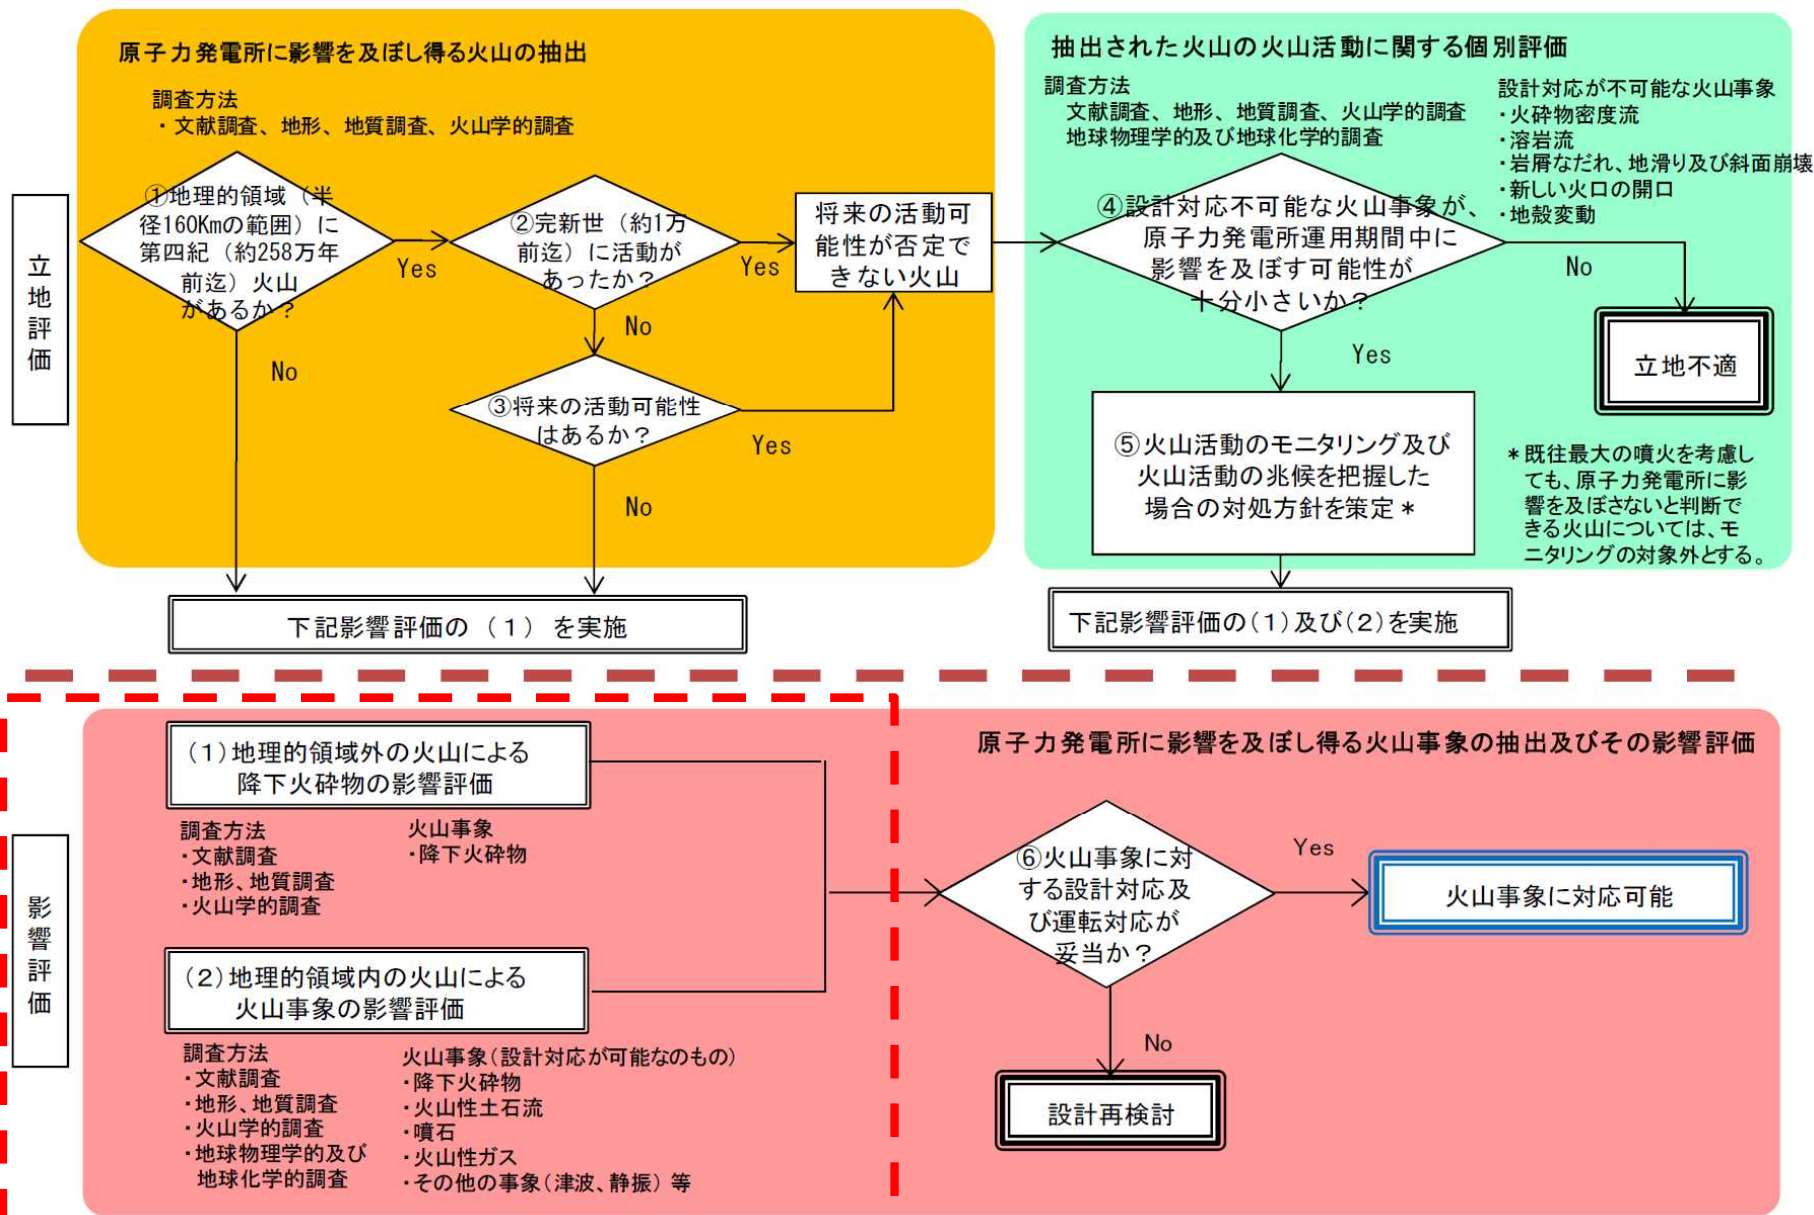 原子力発電所に影響を及ぼし得る火山の抽出
調査方法
・文献調査、地形、地質調査、火山学的調査
立地評価
①地理的領域（半
径160Kmの範囲）に
第四紀（約258万年
前迄）火山
があるか？
Yes
No
②完新世（約1万
前迄）に活動が
あったか？
Yes
No
③将来の活動可能性
はあるか？
Yes
No
将来の活動可
能性が否定で
きない火山
下記影響評価の（1）を実施
抽出された火山の火山活動に関する個別評価
調査方法
文献調査、地形、地質調査、火山学的調査
地球物理学的及び地球化学的調査
設計対応が不可能な火山事象
・火砕物密度流
・溶岩流
・岩屑なだれ、地滑り及び斜面崩壊
・新しい火口の開口
・地殻変動
④設計対応不可能な火山事象が、
原子力発電所運用期間中に
影響を及ぼす可能性が
十分小さいか？
No
Yes
立地不適
⑤火山活動のモニタリング及び
火山活動の兆候を把握した
場合の対処方針を策定＊
＊既往最大の噴火を考慮し
ても、原子力発電所に影
響を及ぼさないと判断で
きる火山については、モ
ニタリングの対象外とする。
下記影響評価の(1)及び(2)を実施
影響評価
原子力発電所に影響を及ぼし得る火山事象の抽出及びその影響評価
(1)地理的領域外の火山による
降下火砕物の影響評価
調査方法
・文献調査
・地形、地質調査
・火山学的調査
火山事象
・降下火砕物
(2)地理的領域内の火山による
火山事象の影響評価
調査方法
・文献調査
・地形、地質調査
・火山学的調査
・地球物理学的及び
地球化学的調査
火山事象(設計対応が可能なのもの)
・降下火砕物
・火山性土石流
・噴石
・火山性ガス
・その他の事象(津波、静振) 等
⑥火山事象に対
する設計対応及
び運転対応が
妥当か？
Yes
火山事象に対応可能
No
設計再検討